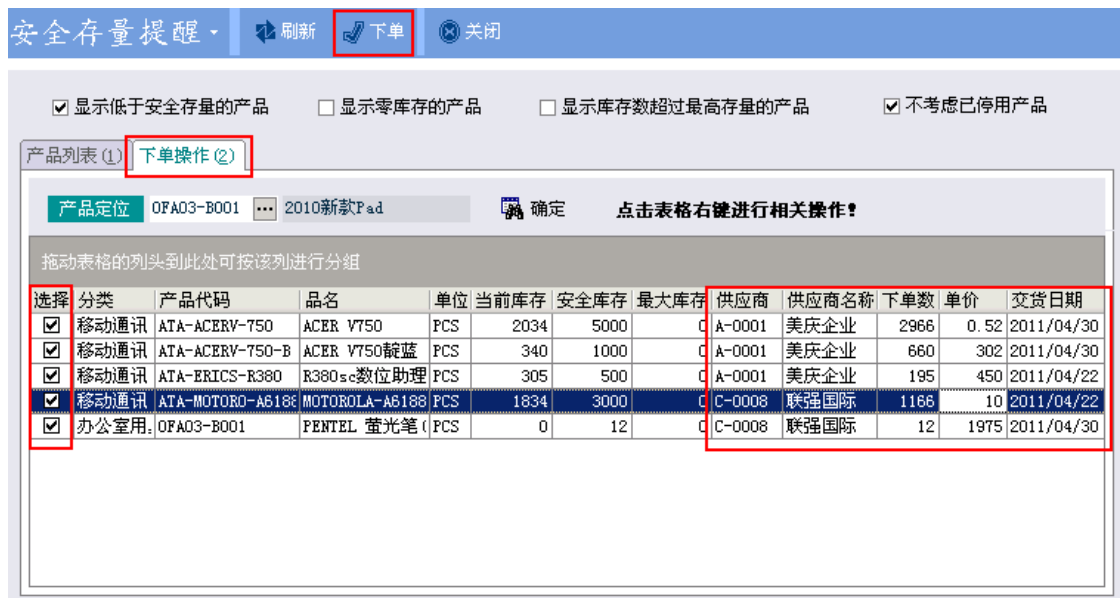 安全存量提醒 刷新 下单 关闭
显示低于安全存量的产品 显示零库存的产品 显示库存数超过最高存量的产品 不考虑已停用产品
产品列表(1) 下单操作(2)
产品定位 OFA03-B001 ... 2010新款Pad 确定 点击表格右键进行相关操作!
拖动表格的列头到此处可按该列进行分组
选择 分类 产品代码 品名 单位 当前库存 安全库存 最大库存 供应商 供应商名称 下单数 单价 交货日期
移动通讯 ATA-ACERV-750 ACER V750 PCS 2034 5000 0 A-0001 美庆企业 2966 0.52 2011/04/30
移动通讯 ATA-ACERV-750-B ACER V750靛蓝 PCS 340 1000 0 A-0001 美庆企业 660 302 2011/04/30
移动通讯 ATA-ERICS-R380 R380sc数位助理 PCS 305 500 0 A-0001 美庆企业 195 450 2011/04/22
移动通讯 ATA-MOTORO-A6188 MOTOROLA-A6188 PCS 1834 3000 0 C-0008 联强国际 1166 10 2011/04/22
办公室用. OFA03-B001 PENTEL 萤光笔( PCS 0 12 0 C-0008 联强国际 12 1975 2011/04/30